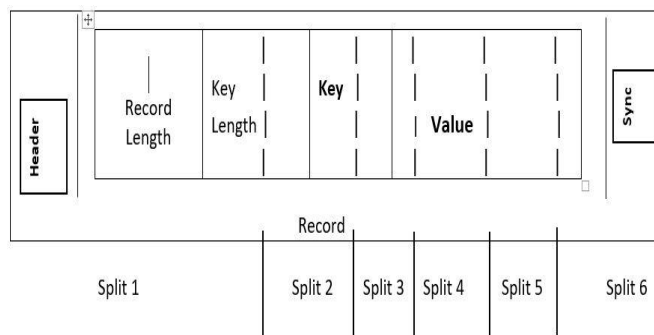 Header
Record
Length
Key
Length
Key
Value
Sync
Record
Split 1
Split 2
Split 3
Split 4
Split 5
Split 6